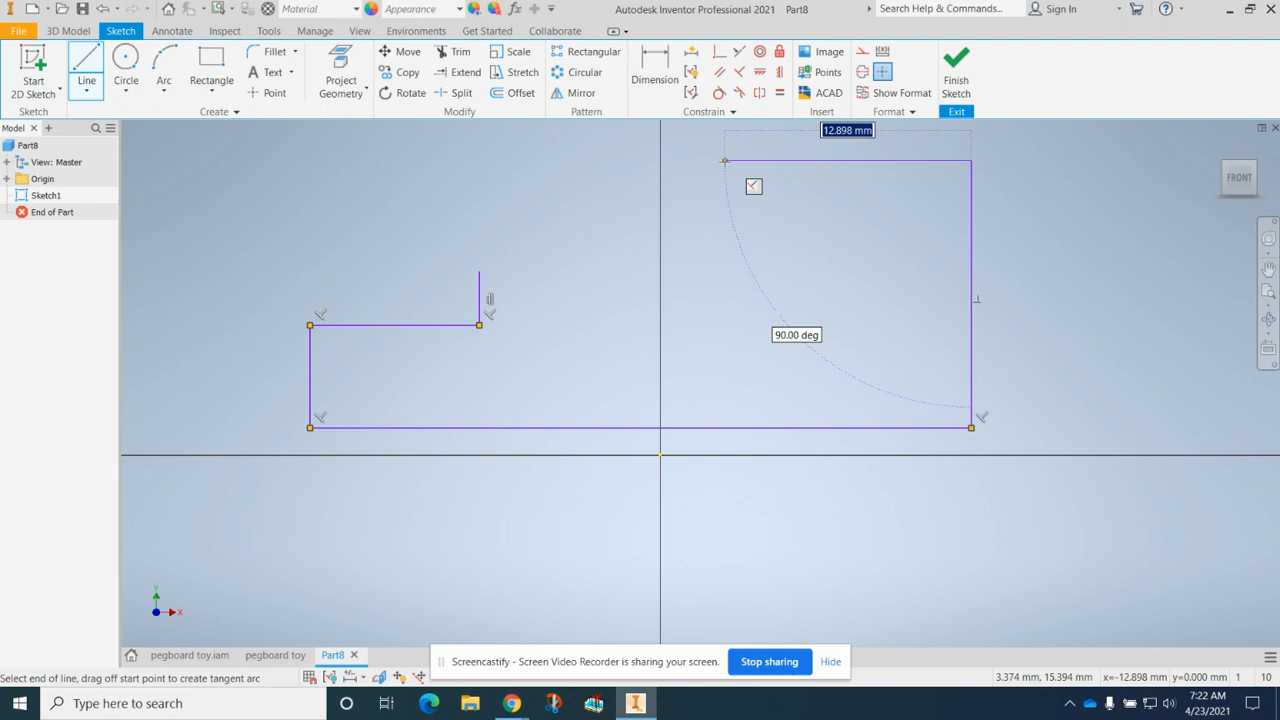 Material
Appearance
Autodesk Inventor Professional 2021 Part8
Search Help & Commands...
Sign In
File
3D Model
Sketch
Annotate
Inspect
Tools
Manage
View
Environments
Get Started
Collaborate
Start
2D Sketch
Line
Circle
Arc
Rectangle
Fillet
Text
Point
Project
Geometry
Move
Copy
Rotate
Trim
Extend
Split
Scale
Stretch
Offset
Rectangular
Circular
Mirror
Dimension
Image
Points
ACAD
Show Format
Finish
Sketch
Sketch
Create
Modify
Pattern
Constrain
Insert
Format
Exit
Model
Part8
View: Master
Origin
Sketch1
End of Part
12.898 mm
90.00 deg
FRONT
Y
X
pegboard toy.iam
pegboard toy
Part8
Screencastify - Screen Video Recorder is sharing your screen.
Stop sharing
Hide
Select end of line, drag off start point to create tangent arc
3.374 mm, 15.394 mm
x=-12.898 mm
y=0.000 mm
1
10
Type here to search
7:22 AM
4/23/2021